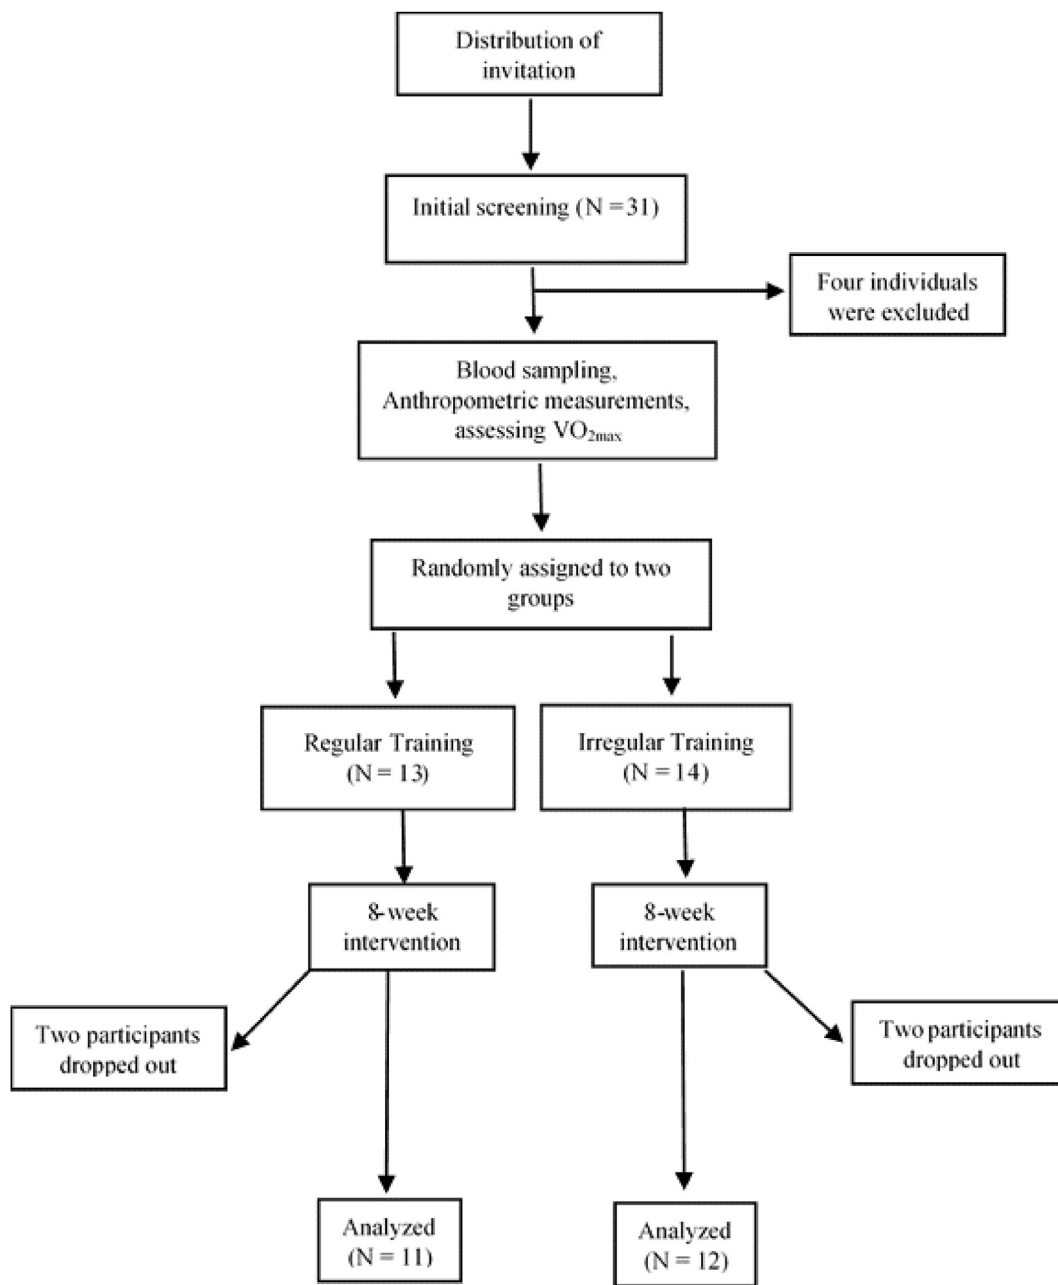 Distribution of
invitation
Initial screening (N = 31)
Four individuals
were excluded
Blood sampling,
Anthropometric measurements,
assessing VO2max
Randomly assigned to two
groups
Regular Training
(N = 13)
Irregular Training
(N = 14)
8-week
intervention
8-week
intervention
Two participants
dropped out
Two participants
dropped out
Analyzed
(N = 11)
Analyzed
(N = 12)